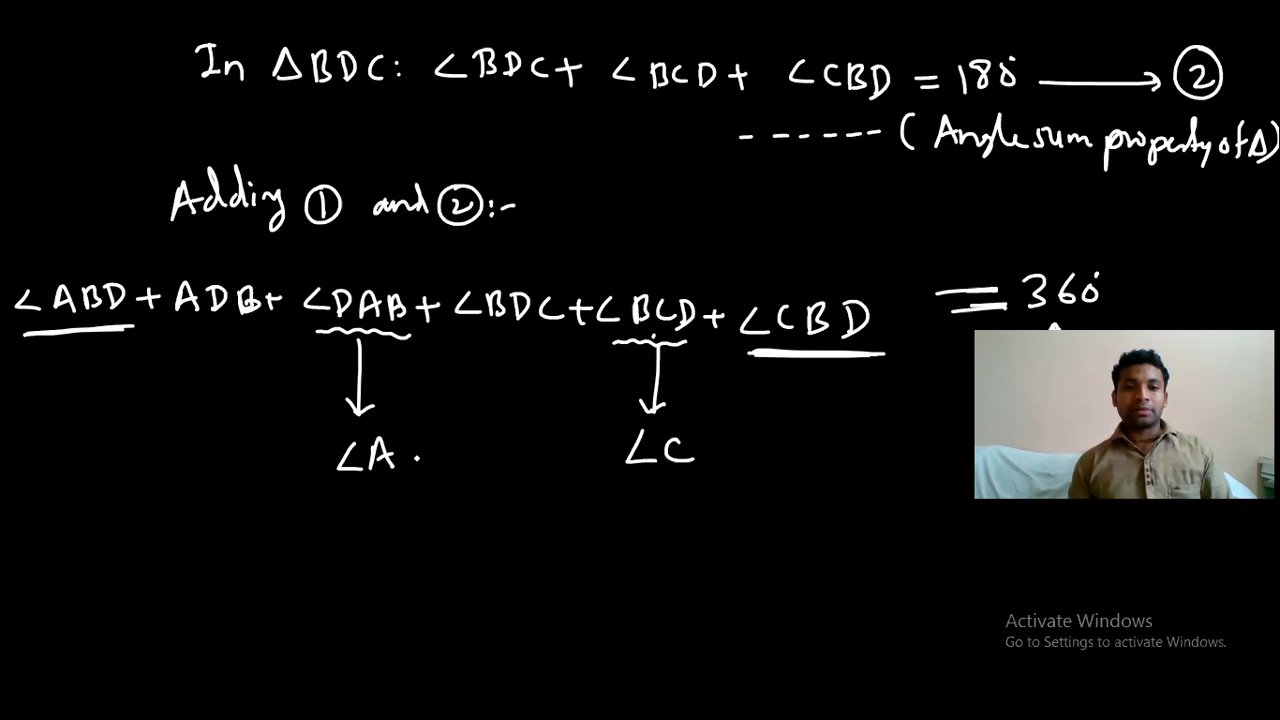 In ΔBDC: ∠BDC+ ∠BCD+ ∠CBD = 180° ⟶ ②
------ (Angle sum property of Δ)
Adding ① and ②:-
∠ABD+ADB+ ∠DAB+ ∠BDC+∠BCD+ ∠CBD = 360°
∠A. ∠C
Activate Windows
Go to Settings to activate Windows.